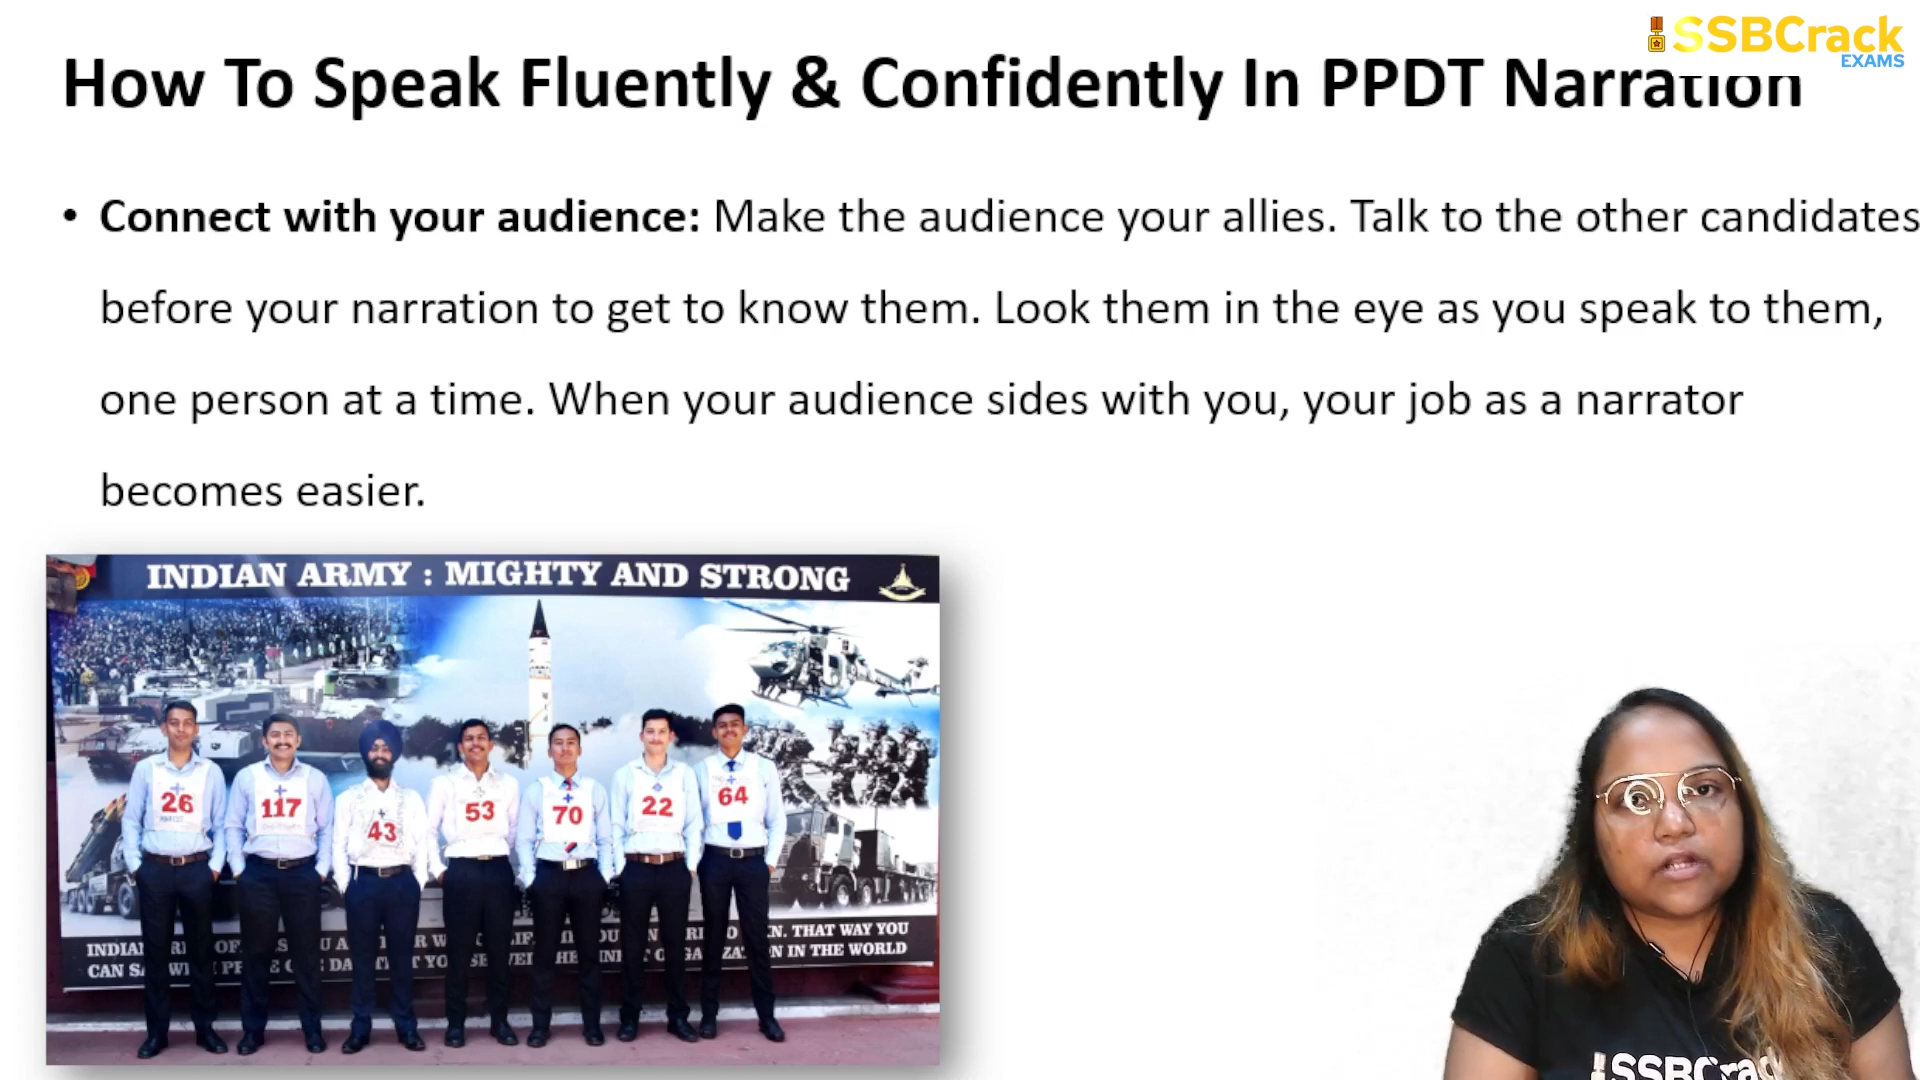 SSBCrack
EXAMS
How To Speak Fluently & Confidently In PPDT Narration
• Connect with your audience: Make the audience your allies. Talk to the other candidates
before your narration to get to know them. Look them in the eye as you speak to them,
one person at a time. When your audience sides with you, your job as a narrator
becomes easier.
INDIAN ARMY : MIGHTY AND STRONG
26
117
43
53
70
22
64
THAT WAY YOU
IN THE WORLD
SSBCrack